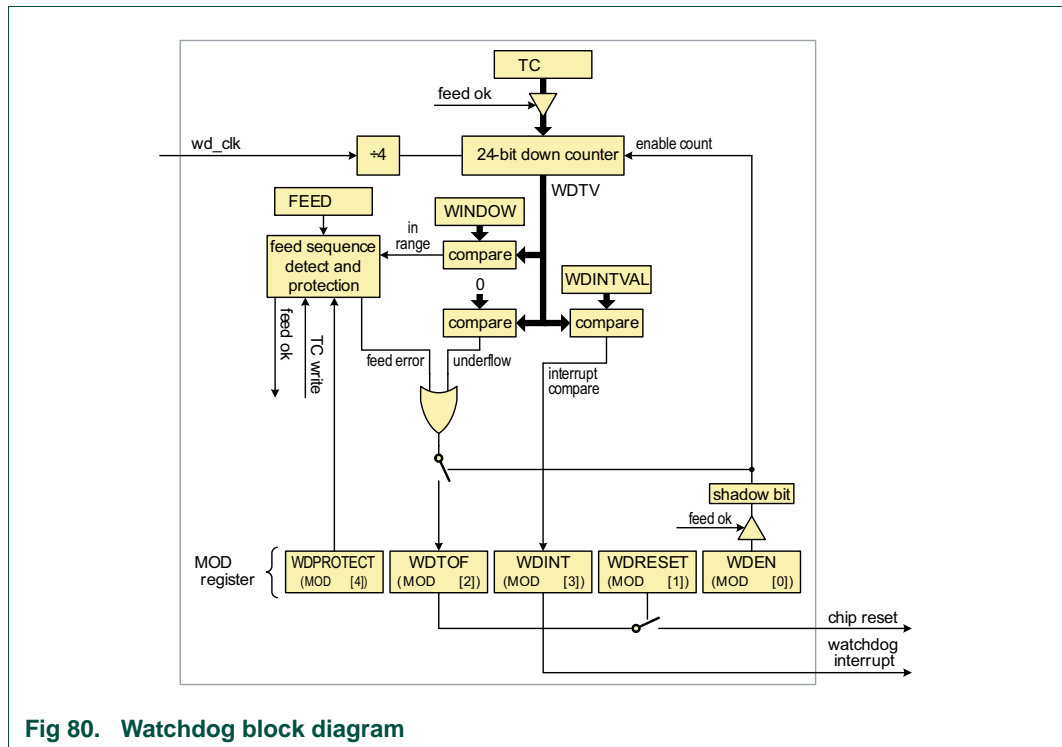 TC
feed ok
wd_clk
÷4
24-bit down counter
enable count
WDTV
FEED
WINDOW
in
range
feed sequence
detect and
protection
compare
WDINTVAL
0
compare
compare
feed ok
TC write
feed error
underflow
interrupt
compare
shadow bit
feed ok
MOD
register
WDPROTECT
(MOD [4])
WDTOF
(MOD [2])
WDINT
(MOD [3])
WDRESET
(MOD [1])
WDEN
(MOD [0])
chip reset
watchdog
interrupt
Fig 80. Watchdog block diagram